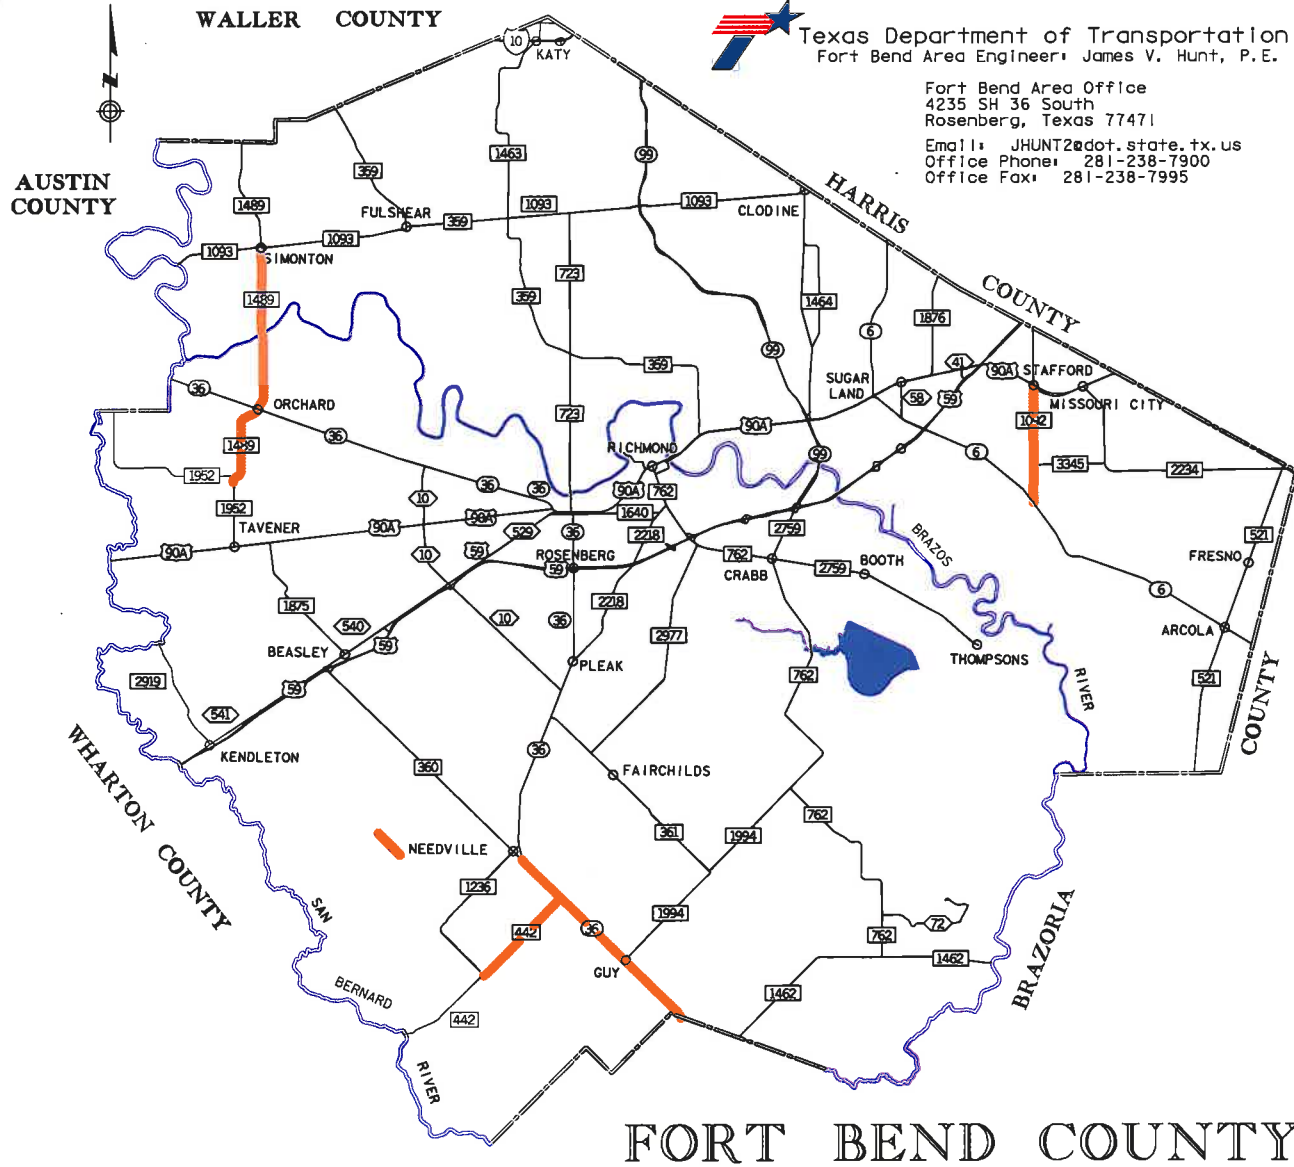 WALLER COUNTY
Texas Department of Transportation
Fort Bend Area Engineer: James V. Hunt, P.E.
Fort Bend Area Office
4235 SH 36 South
Rosenberg, Texas 77471
Email: JHUNT2@dot.state.tx.us
Office Phone: 281-238-7900
Office Fax: 281-238-7995
N
10
KATY
1463
99
359
AUSTIN
COUNTY
1489
FULSHEAR
1093
359
1093
1093
CLODINE
HARRIS
1093
SIMONTON
723
1489
359
1464
6
1876
COUNTY
99
359
41
90A
STAFFORD
36
SUGAR
LAND
58
59
MISSOURI CITY
ORCHARD
723
1092
36
90A
1489
RICHMOND
99
6
3345
2234
1952
10
36
36
90A
762
1952
TAVENER
90A
90A
529
1640
36
2218
2759
BRAZOS
521
90A
10
59
ROSENBERG
59
762
CRABB
2759
BOOTH
FRESNO
6
1875
2218
540
10
36
2977
ARCOLA
BEASLEY
59
PLEAK
THOMPSONS
2919
59
762
RIVER
521
541
KENDLETON
36
COUNTY
WHARTON COUNTY
360
FAIRCHILDS
762
361
1994
NEEDVILLE
1236
SAN
442
36
1994
72
762
GUY
1462
BRAZORIA
BERNARD
1462
442
RIVER
FORT BEND COUNTY